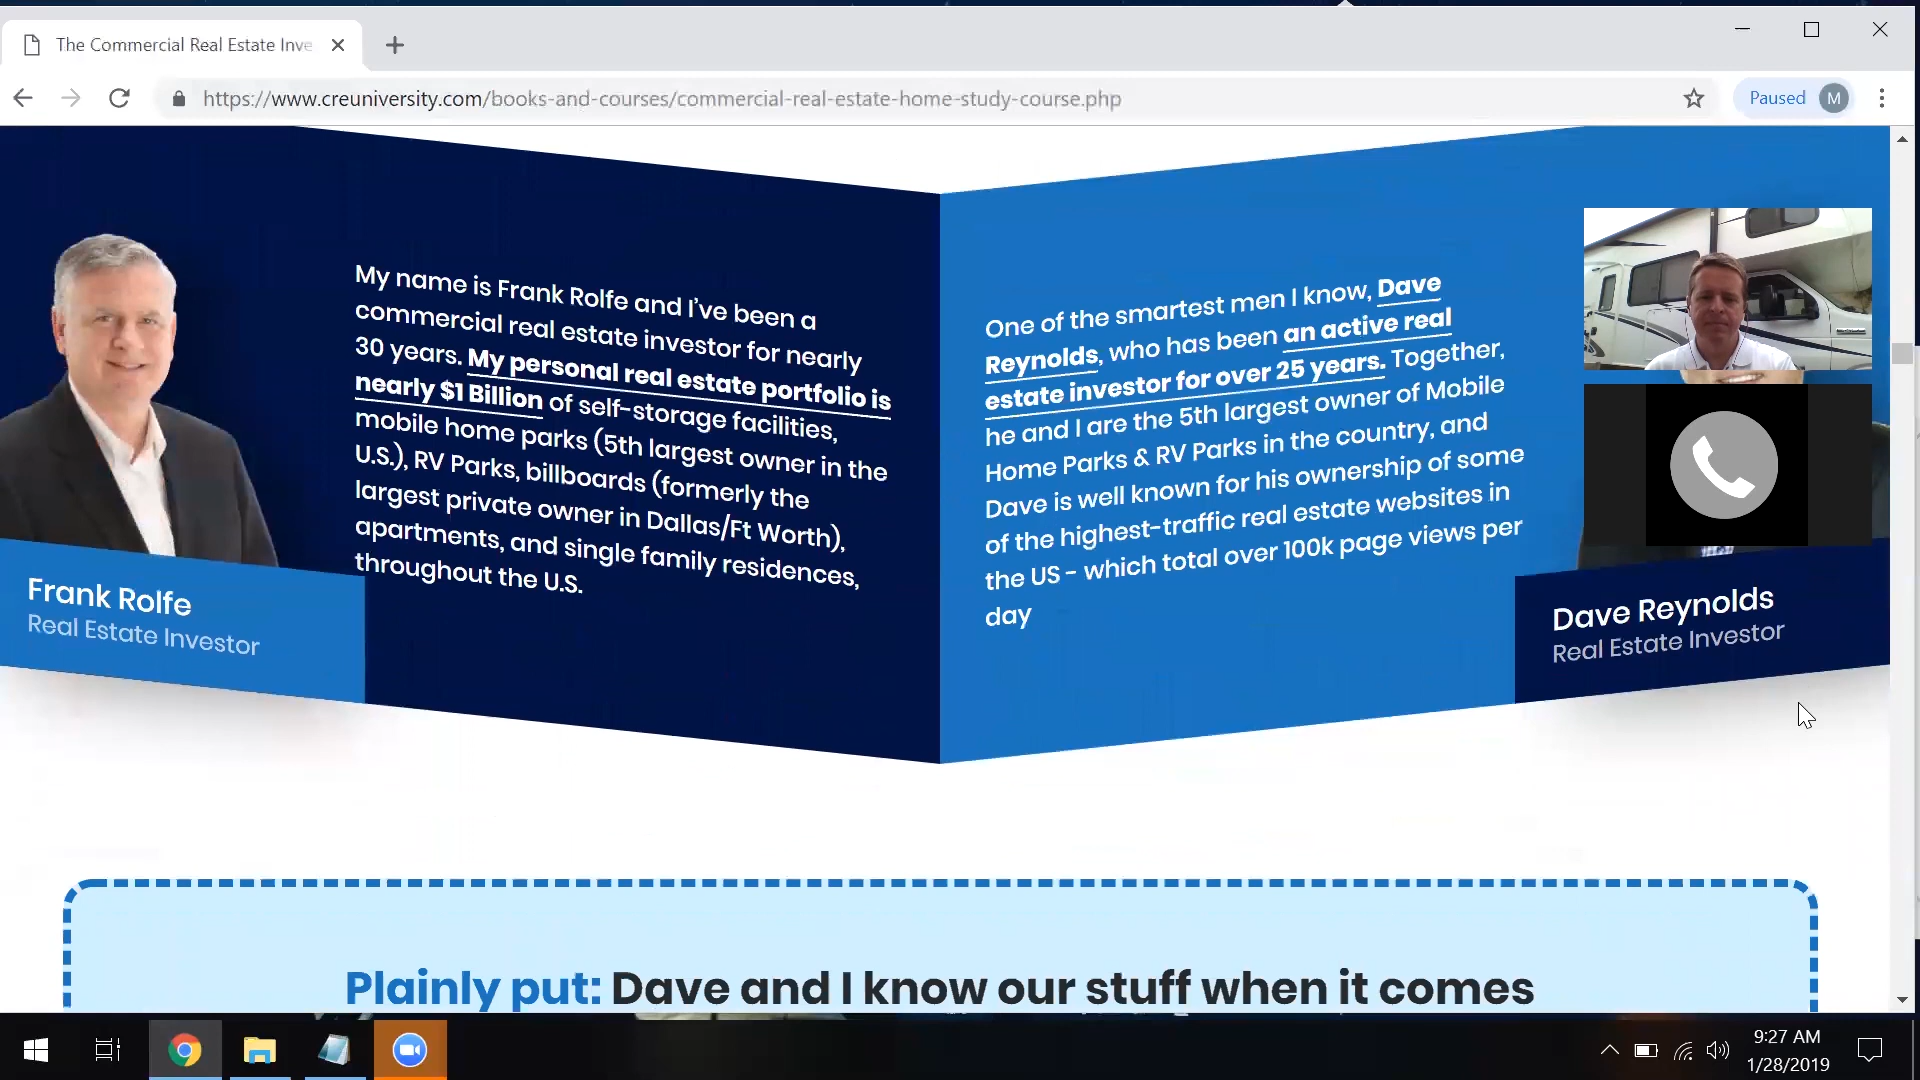 The Commercial Real Estate Inve
https://www.creuniversity.com/books-and-courses/commercial-real-estate-home-study-course.php
Paused
M
My name is Frank Rolfe and I've been a
commercial real estate investor for nearly
30 years. My personal real estate portfolio is
nearly $1 Billion of self-storage facilities,
mobile home parks (5th largest owner in the
U.S.), RV Parks, billboards (formerly the
largest private owner in Dallas/Ft Worth),
apartments, and single family residences,
throughout the U.S.
Frank Rolfe
Real Estate Investor
One of the smartest men I know, Dave
Reynolds, who has been an active real
estate investor for over 25 years. Together,
he and I are the 5th largest owner of Mobile
Home Parks & RV Parks in the country, and
Dave is well known for his ownership of some
of the highest-traffic real estate websites in
the US - which total over 100k page views per
day
Dave Reynolds
Real Estate Investor
Plainly put: Dave and I know our stuff when it comes
9:27 AM
1/28/2019